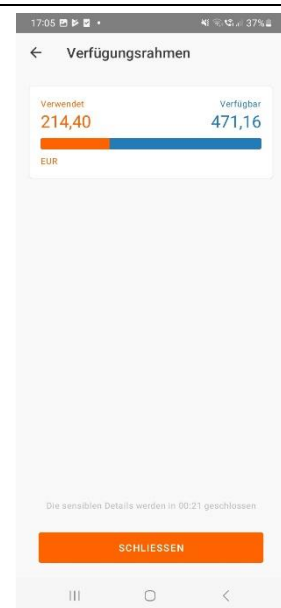 17:05 37%
Verfügungsrahmen
Verwendet Verfügbar
214,40 471,16
EUR
Die sensiblen Details werden in 00:21 geschlossen
SCHLIESSEN